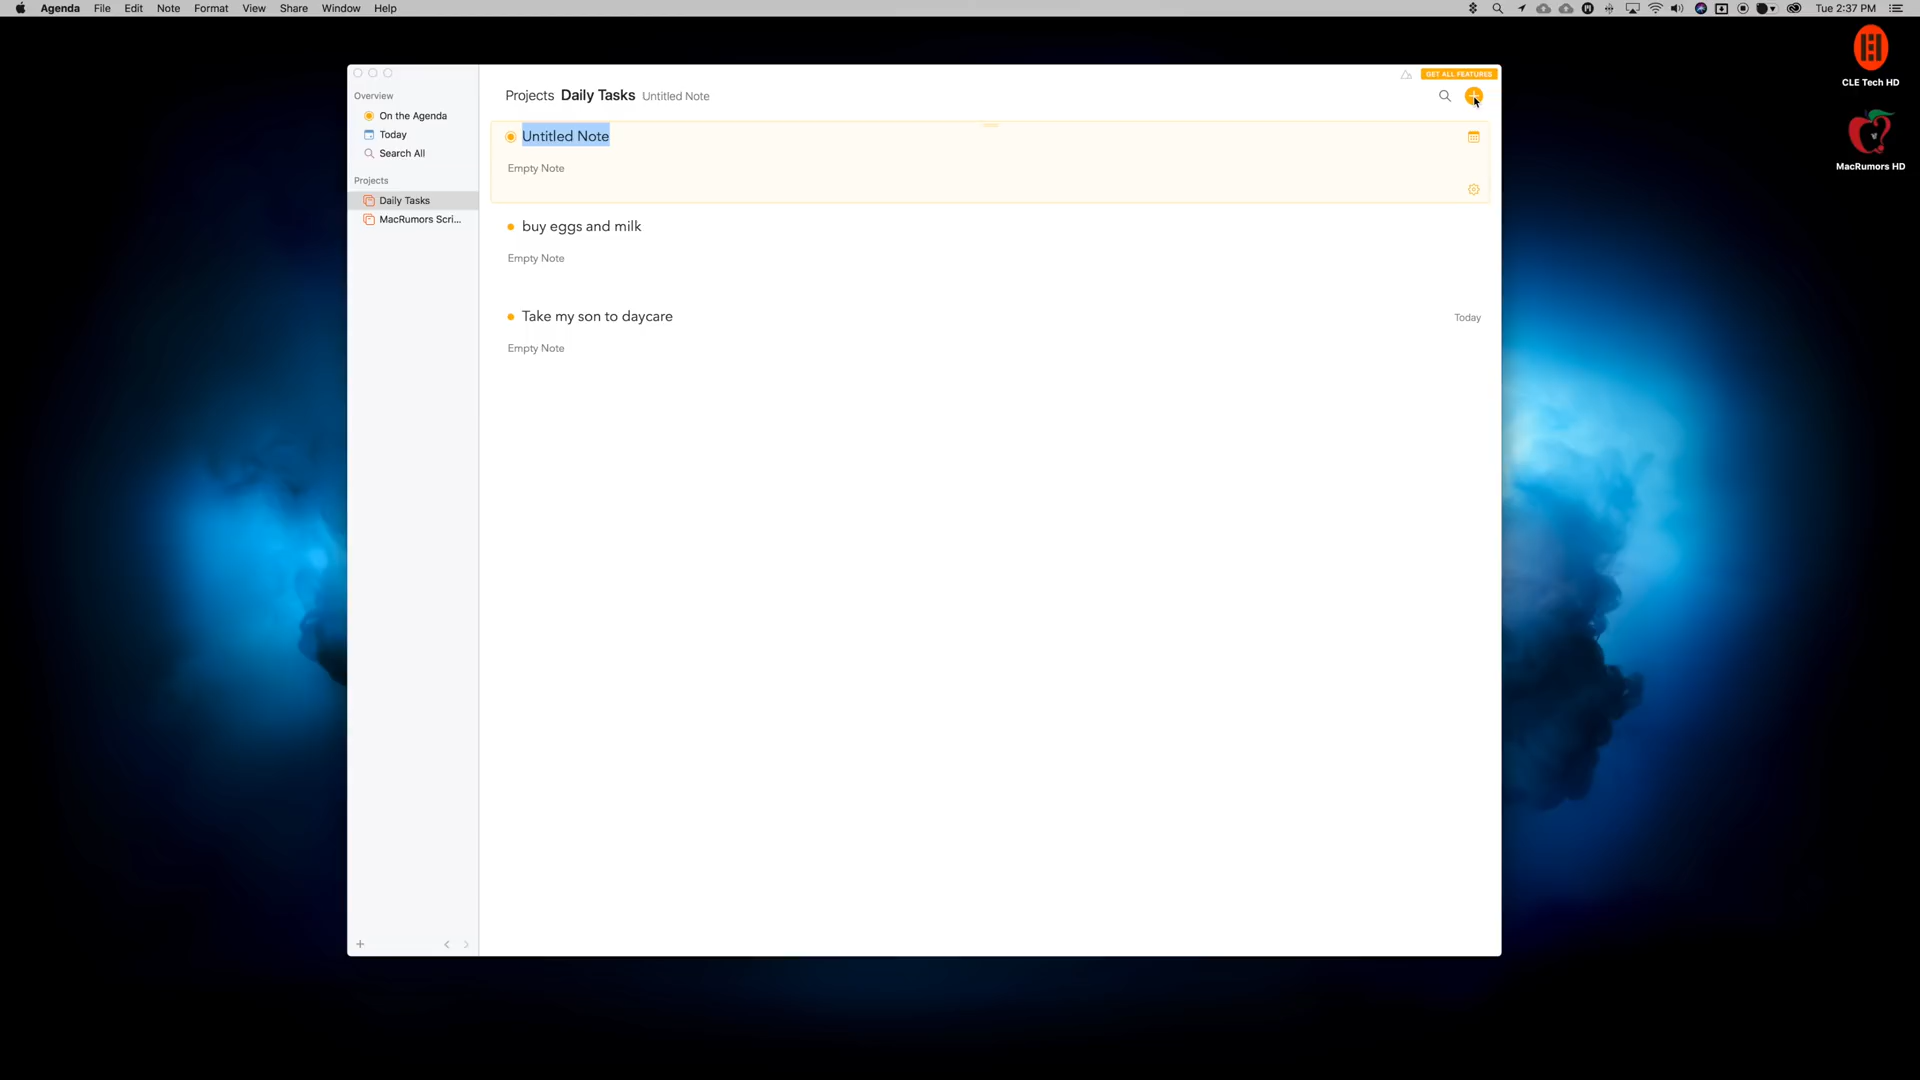 Agenda File Edit Note Format View Share Window Help Tue 2:37 PM
CLE Tech HD
MacRumors HD
GET ALL FEATURES
Overview
On the Agenda
Today
Search All
Projects
Daily Tasks
MacRumors Scri...
Projects Daily Tasks Untitled Note
Untitled Note
Empty Note
buy eggs and milk
Empty Note
Take my son to daycare Today
Empty Note